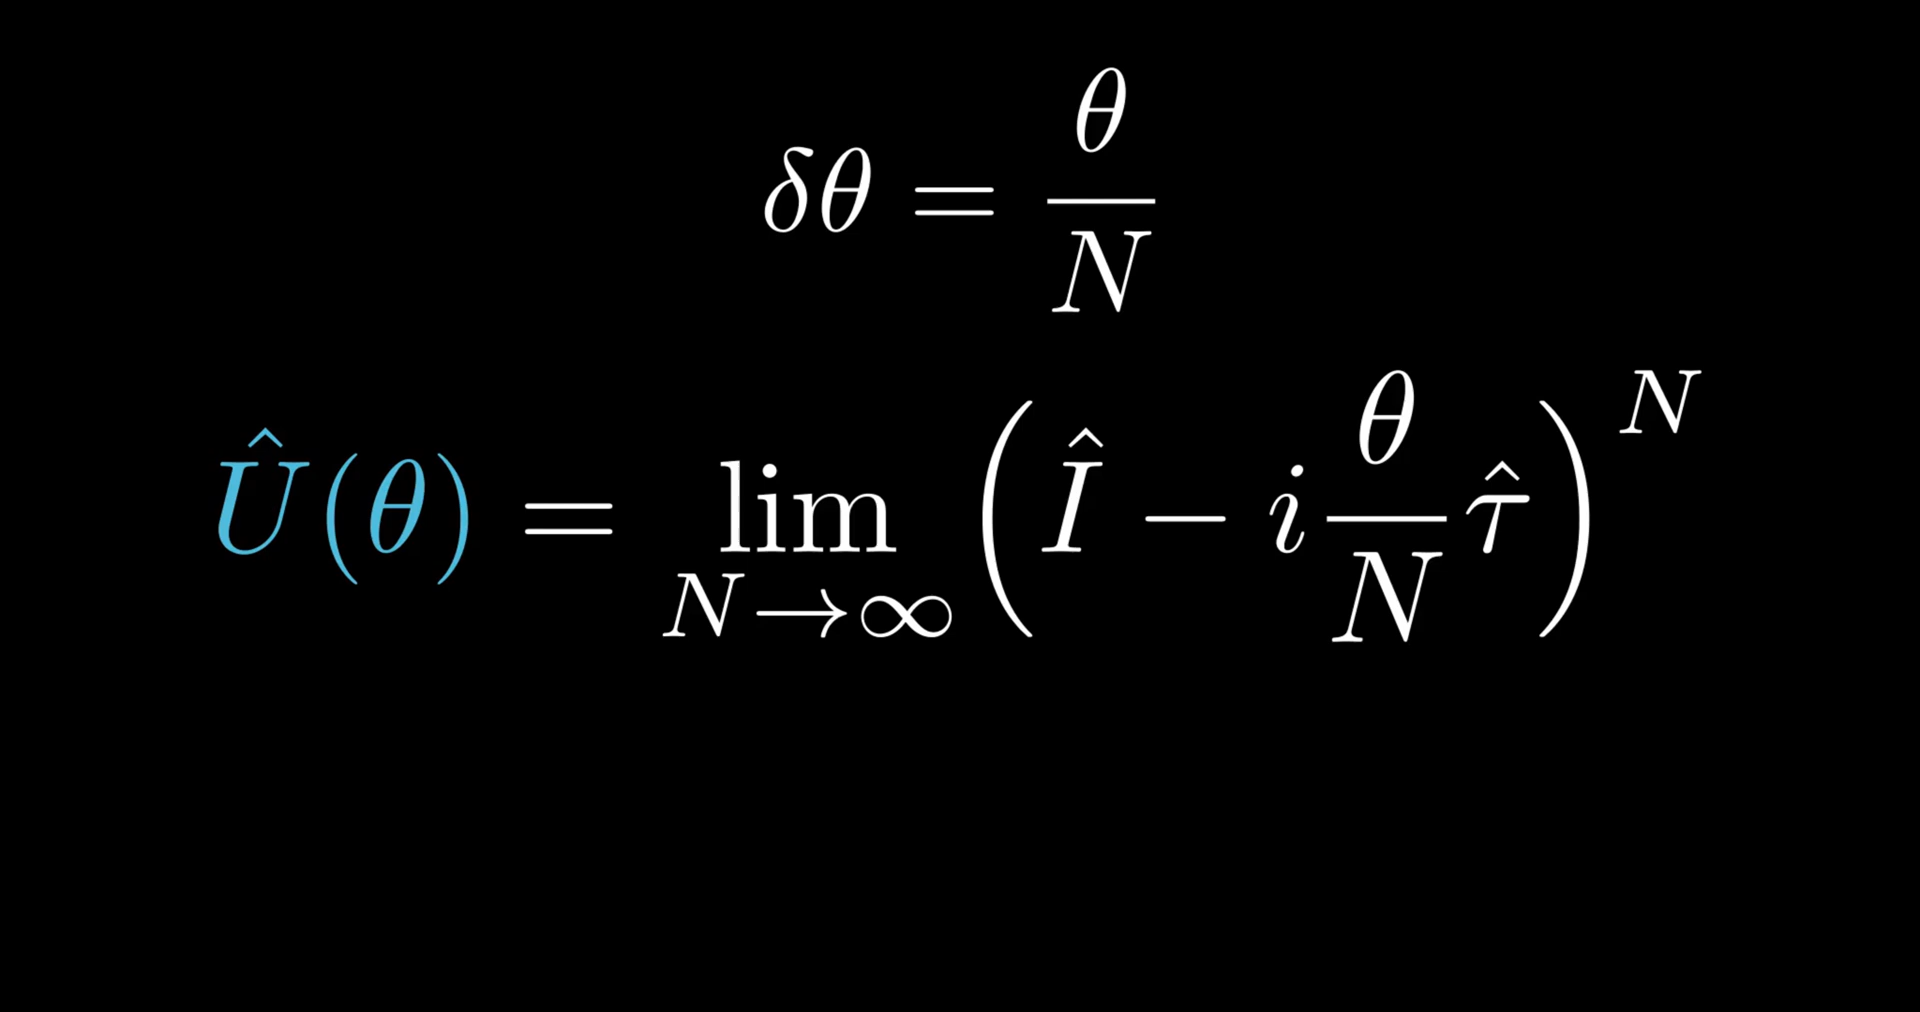 δθ = θ/N
Û(θ) = lim_{N→∞} (Î − i θ/N τ̂)^N